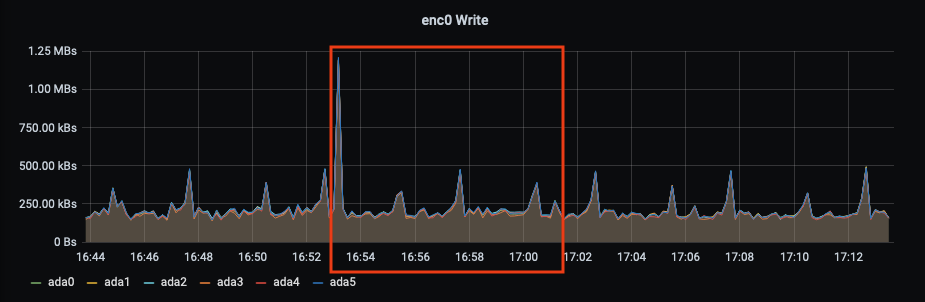 enc0 Write
1.25 MBs
1.00 MBs
750.00 kBs
500.00 kBs
250.00 kBs
0 Bs
16:44 16:46 16:48 16:50 16:52 16:54 16:56 16:58 17:00 17:02 17:04 17:06 17:08 17:10 17:12
ada0 ada1 ada2 ada3 ada4 ada5